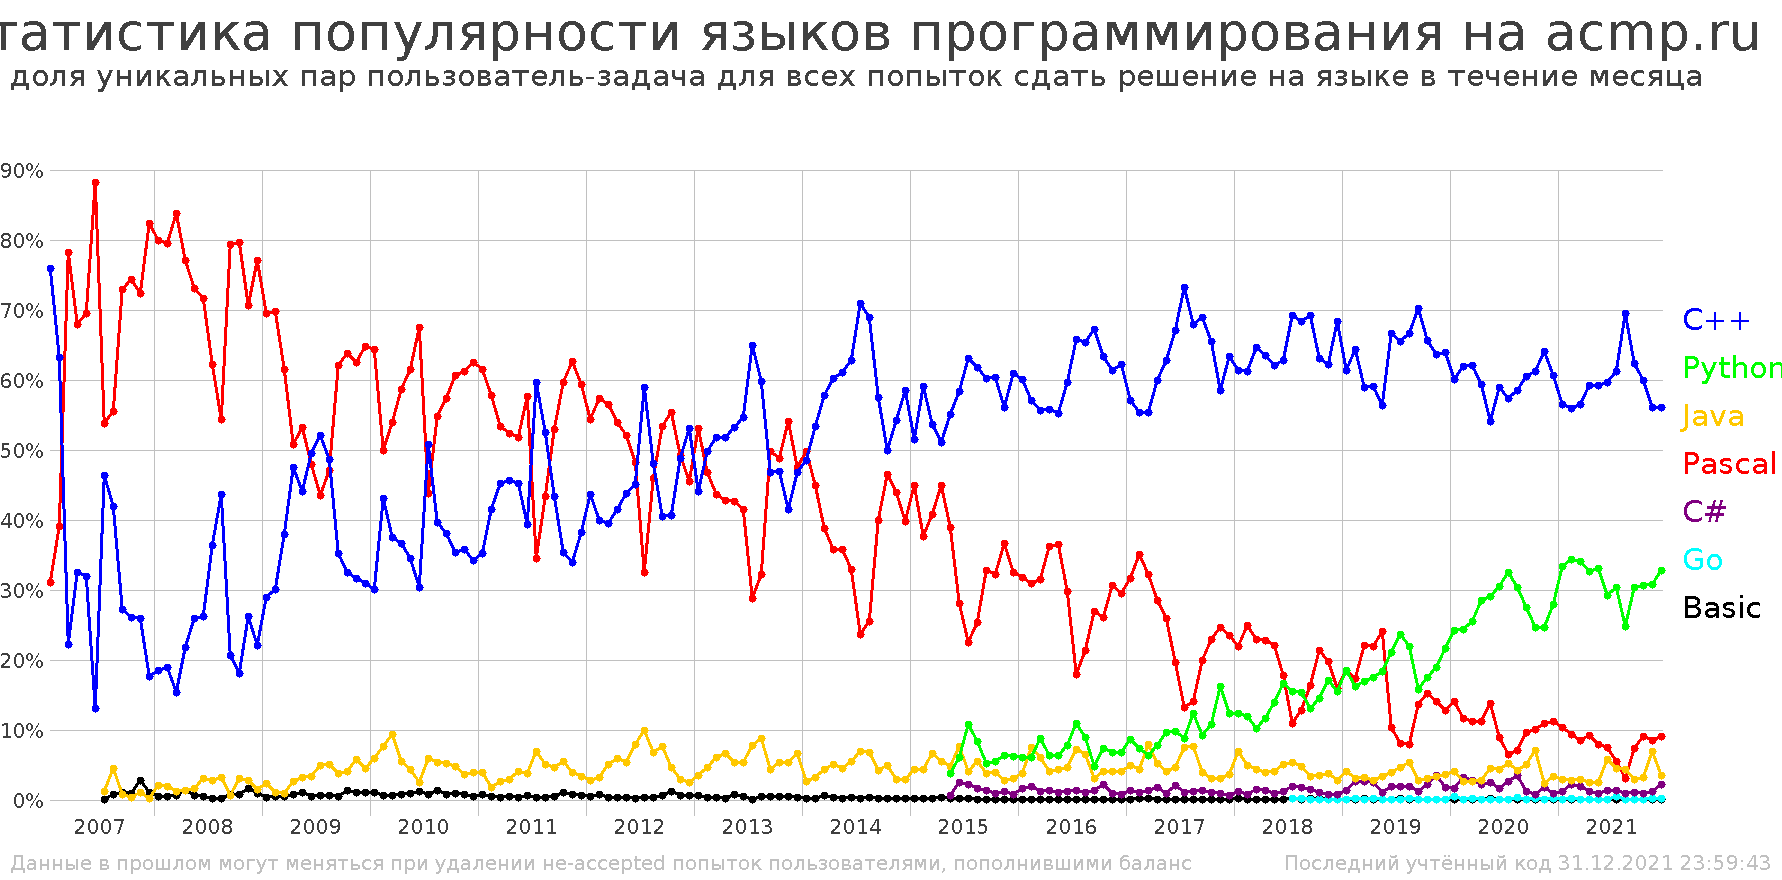 татистика популярности языков программирования на acmp.ru
доля уникальных пар пользователь-задача для всех попыток сдать решение на языке в течение месяца
90%
80%
70%
60%
50%
40%
30%
20%
10%
0%
2007 2008 2009 2010 2011 2012 2013 2014 2015 2016 2017 2018 2019 2020 2021
C++
Python
Java
Pascal
C#
Go
Basic
Данные в прошлом могут меняться при удалении не-accepted попыток пользователями, пополнившими баланс
Последний учтённый код 31.12.2021 23:59:43